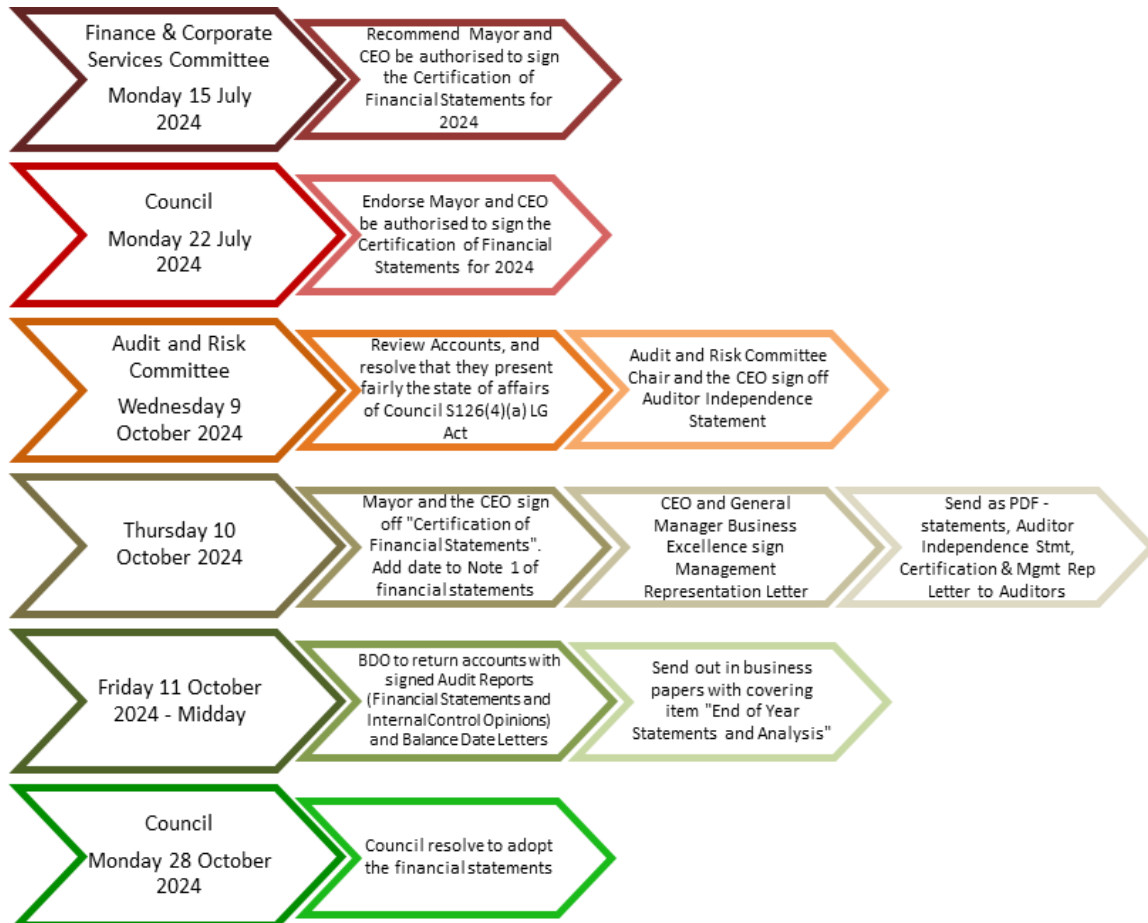 Finance & Corporate
Services Committee
Monday 15 July
2024
Recommend Mayor and
CEO be authorised to sign
the Certification of
Financial Statements for
2024
Council
Monday 22 July
2024
Endorse Mayor and CEO
be authorised to sign the
Certification of Financial
Statements for 2024
Audit and Risk
Committee
Wednesday 9
October 2024
Review Accounts, and
resolve that they present
fairly the state of affairs
of Council S126(4)(a) LG
Act
Audit and Risk Committee
Chair and the CEO sign off
Auditor Independence
Statement
Thursday 10
October 2024
Mayor and the CEO sign
off "Certification of
Financial Statements".
Add date to Note 1 of
financial statements
CEO and General
Manager Business
Excellence sign
Management
Representation Letter
Send as PDF -
statements, Auditor
Independence Stmt,
Certification & Mgmt Rep
Letter to Auditors
Friday 11 October
2024 - Midday
BDO to return accounts with
signed Audit Reports
(Financial Statements and
Internal Control Opinions)
and Balance Date Letters
Send out in business
papers with covering
item "End of Year
Statements and Analysis"
Council
Monday 28 October
2024
Council resolve to adopt
the financial statements